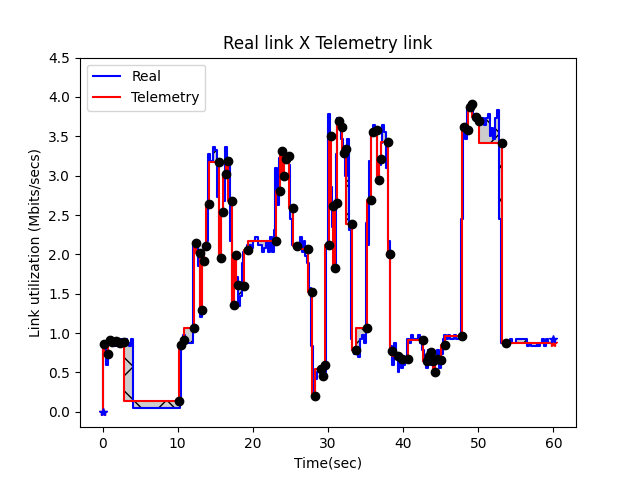 Real link X Telemetry link
Real
Telemetry
Link utilization (Mbits/secs)
4.5
4.0
3.5
3.0
2.5
2.0
1.5
1.0
0.5
0.0
0 10 20 30 40 50 60
Time(sec)